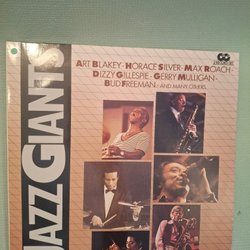 JAZZ GIANTS
ART BLAKEY · HORACE SILVER · MAX ROACH
DIZZY GILLESPIE · GERRY MULLIGAN
BUD FREEMAN · AND MANY OTHERS...